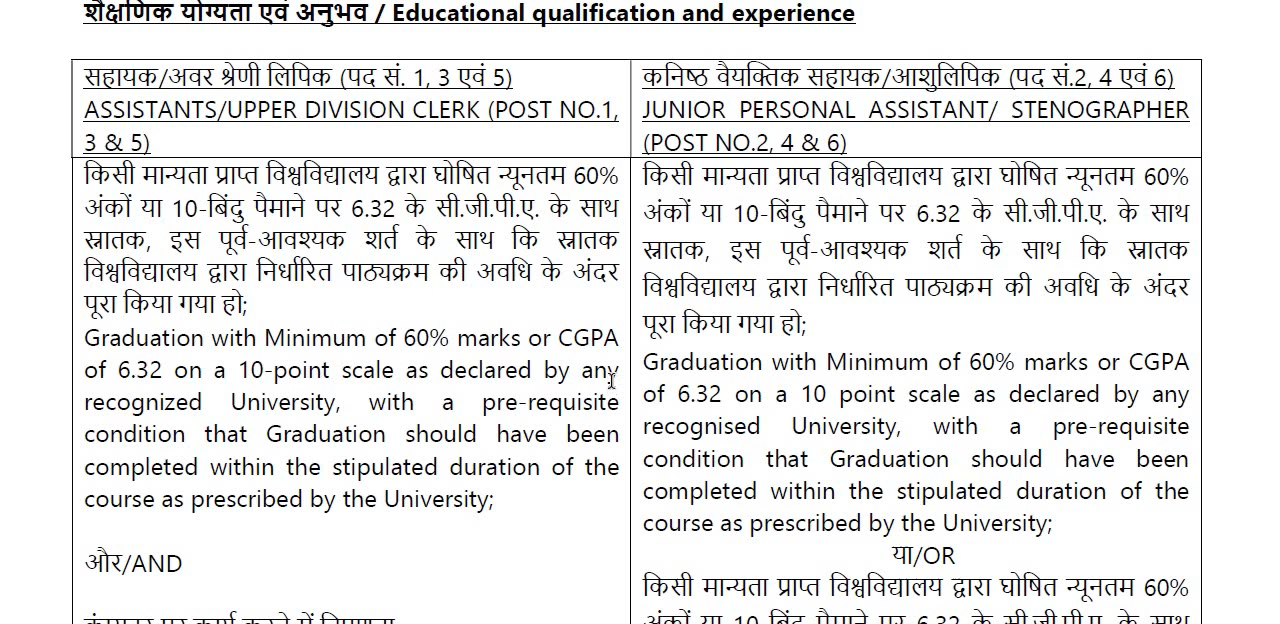 शैक्षणिक योग्यता एवं अनुभव / Educational qualification and experience
सहायक/अवर श्रेणी लिपिक (पद सं. 1, 3 एवं 5)
ASSISTANTS/UPPER DIVISION CLERK (POST NO.1,
3 & 5)
किसी मान्यता प्राप्त विश्वविद्यालय द्वारा घोषित न्यूनतम 60%
अंकों या 10-बिंदु पैमाने पर 6.32 के सी.जी.पी.ए. के साथ
स्नातक, इस पूर्व-आवश्यक शर्त के साथ कि स्नातक
विश्वविद्यालय द्वारा निर्धारित पाठ्यक्रम की अवधि के अंदर
पूरा किया गया हो;
Graduation with Minimum of 60% marks or CGPA
of 6.32 on a 10-point scale as declared by any
recognized University, with a pre-requisite
condition that Graduation should have been
completed within the stipulated duration of the
course as prescribed by the University;
और/AND
कंप्यूटर पर कार्य करने में निपुणता
कनिष्ठ वैयक्तिक सहायक/आशुलिपिक (पद सं.2, 4 एवं 6)
JUNIOR PERSONAL ASSISTANT/ STENOGRAPHER
(POST NO.2, 4 & 6)
किसी मान्यता प्राप्त विश्वविद्यालय द्वारा घोषित न्यूनतम 60%
अंकों या 10-बिंदु पैमाने पर 6.32 के सी.जी.पी.ए. के साथ
स्नातक, इस पूर्व-आवश्यक शर्त के साथ कि स्नातक
विश्वविद्यालय द्वारा निर्धारित पाठ्यक्रम की अवधि के अंदर
पूरा किया गया हो;
Graduation with Minimum of 60% marks or CGPA
of 6.32 on a 10 point scale as declared by any
recognised University, with a pre-requisite
condition that Graduation should have been
completed within the stipulated duration of the
course as prescribed by the University;
या/OR
किसी मान्यता प्राप्त विश्वविद्यालय द्वारा घोषित न्यूनतम 60%
अंकों या 10 बिंदु पैमाने पर 6.32 के सी.जी.पी.ए. के साथ